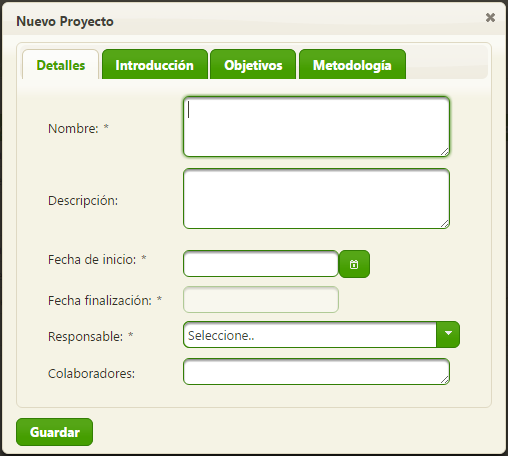 Nuevo Proyecto
Detalles Introducción Objetivos Metodología
Nombre: *
Descripción:
Fecha de inicio: *
Fecha finalización: *
Responsable: * Seleccione..
Colaboradores:
Guardar